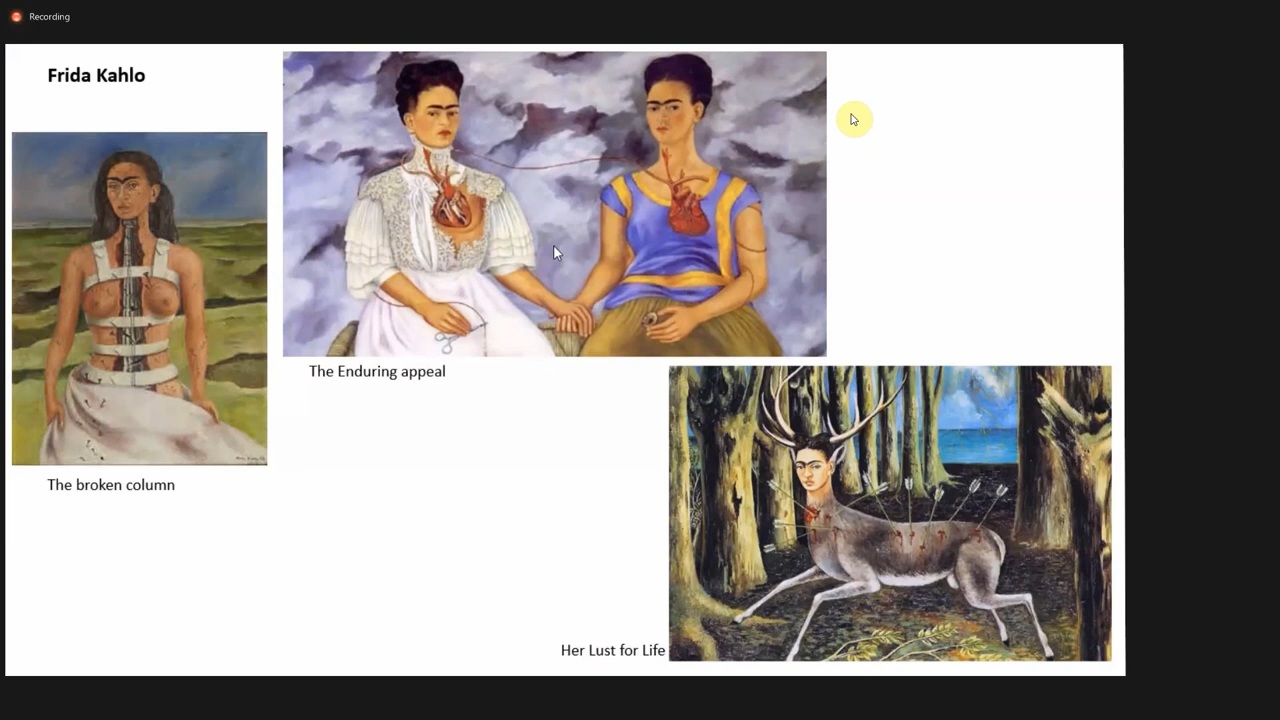 Recording
Frida Kahlo
The Enduring appeal
The broken column
Her Lust for Life